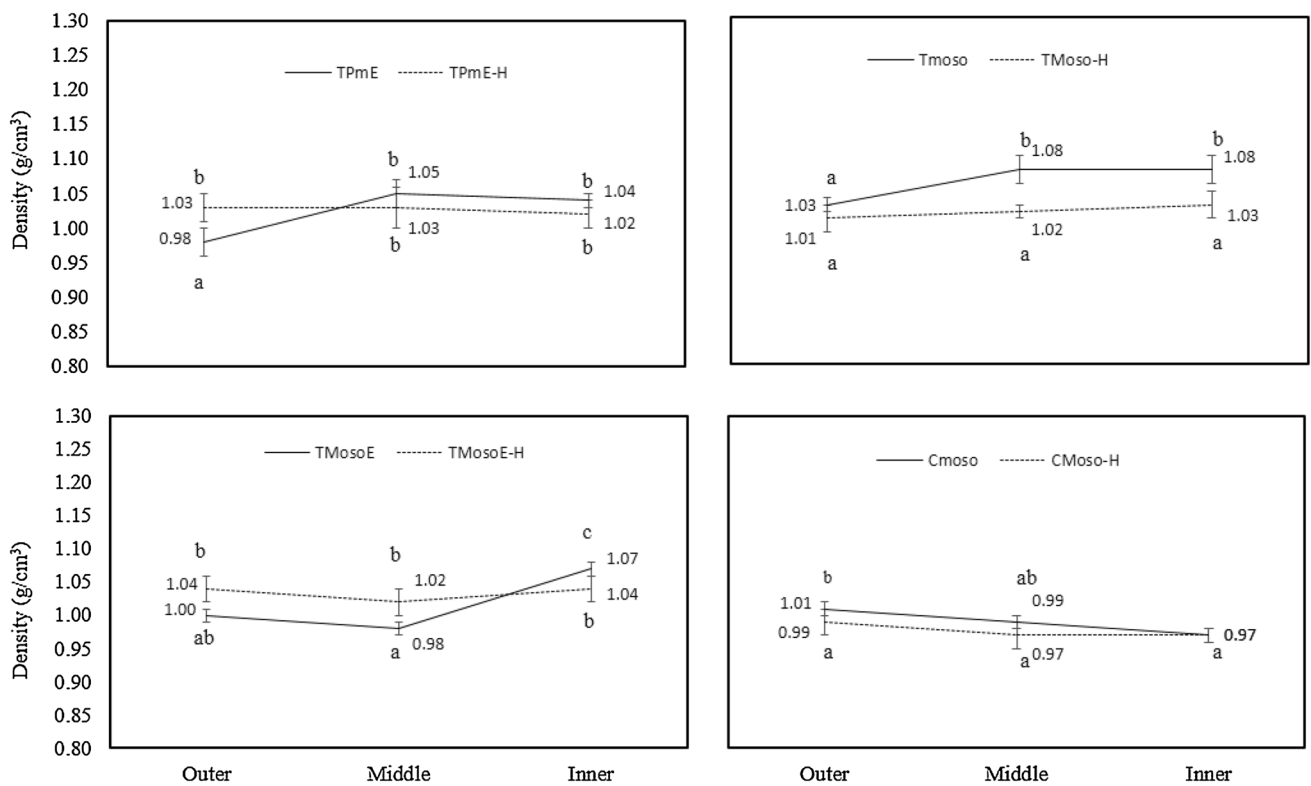 1.30
1.25
1.20
1.15
1.10
1.05
1.00
0.95
0.90
0.85
0.80
Density (g/cm³)
TPmE TPmE-H
b
1.03
0.98
a
b
1.05
1.03
b
b
1.04
1.02
b
Tmoso TMoso-H
a
1.03
1.01
a
b
1.08
1.02
a
b
1.08
1.03
a
1.30
1.25
1.20
1.15
1.10
1.05
1.00
0.95
0.90
0.85
0.80
Density (g/cm³)
TMosoE TMosoE-H
b
1.04
1.00
ab
b
1.02
0.98
a
c
1.07
1.04
b
Outer Middle Inner
Cmoso CMoso-H
b
1.01
0.99
a
ab
0.99
0.97
a
0.97
a
Outer Middle Inner